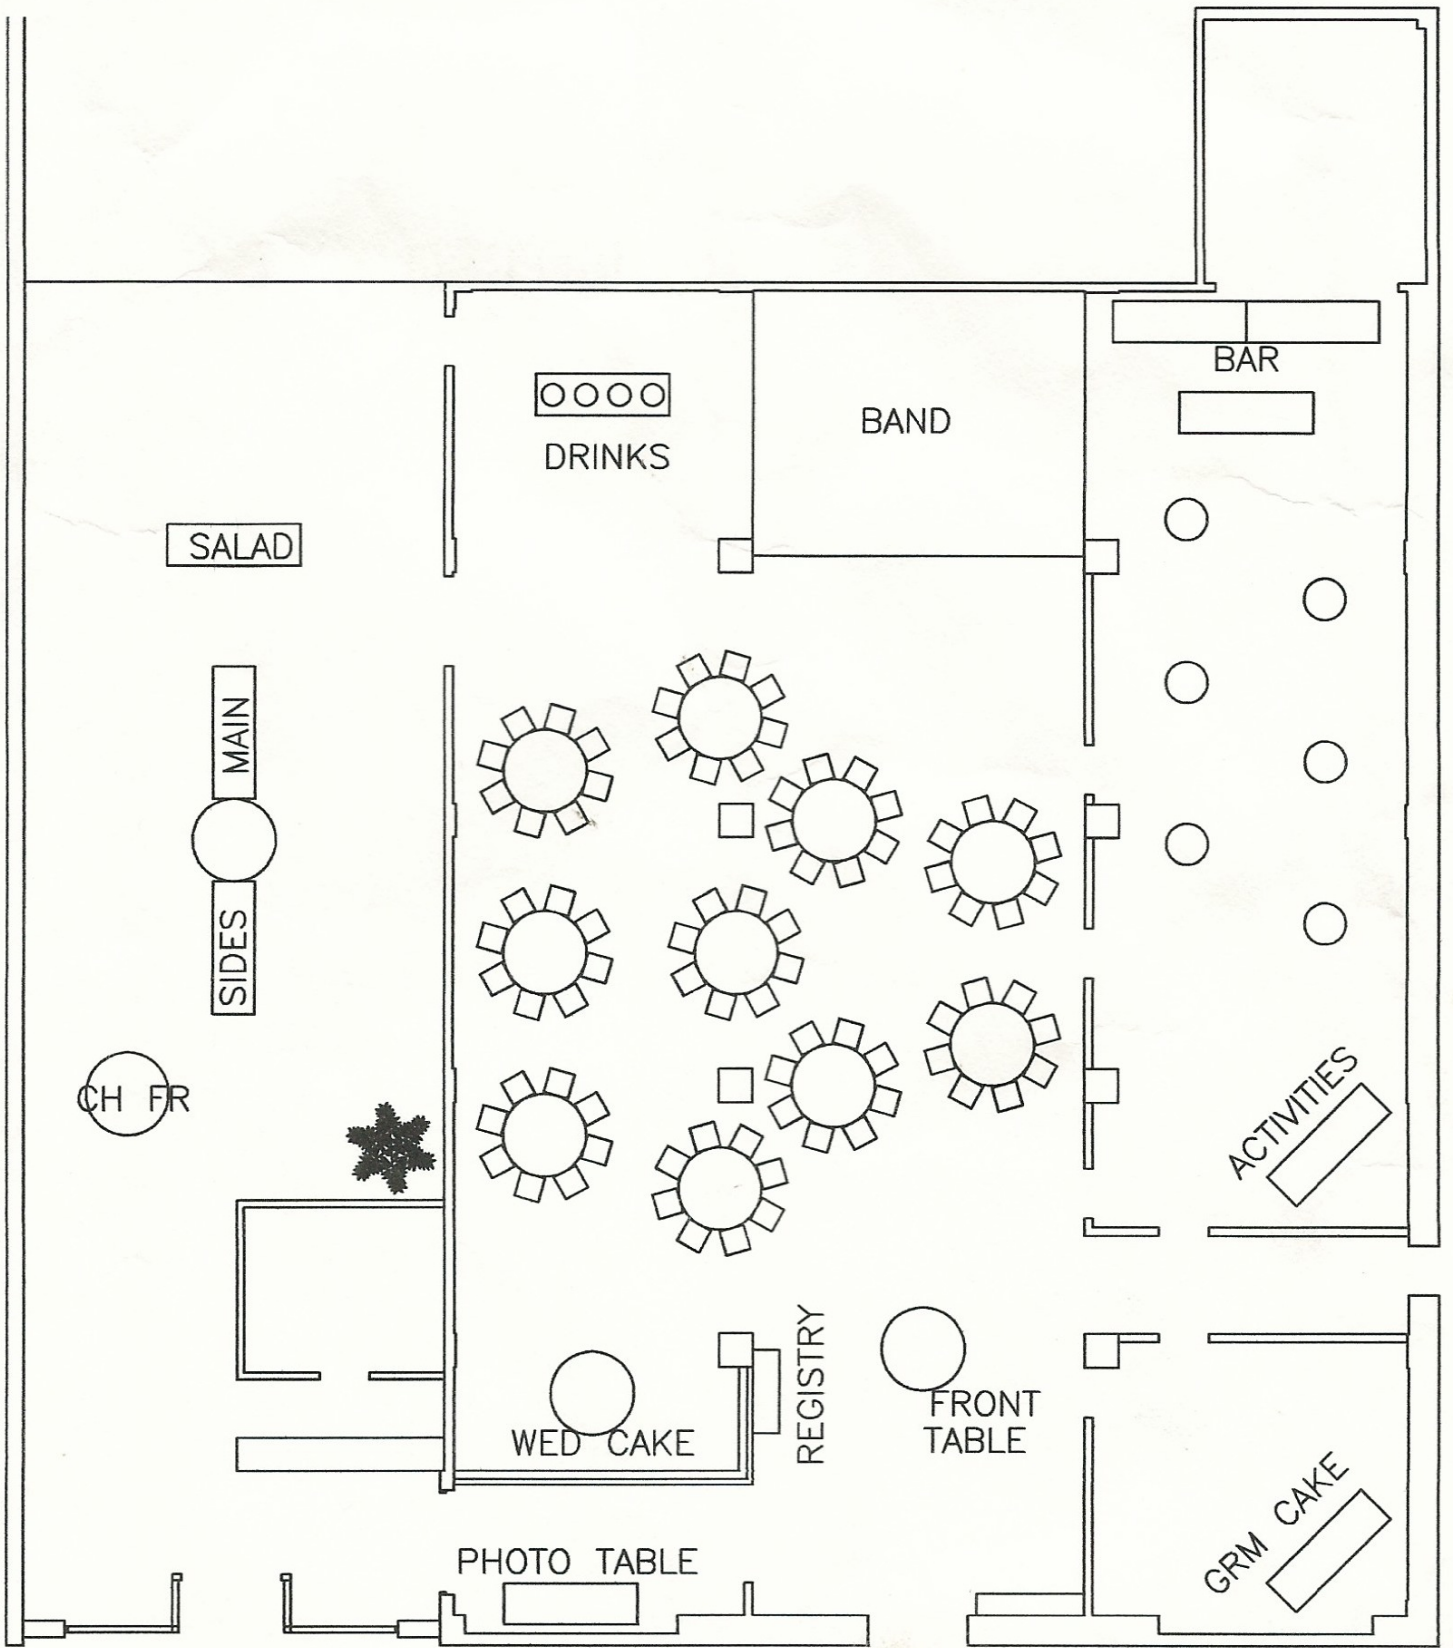 BAR
BAND
DRINKS
SALAD
MAIN
SIDES
CH FR
ACTIVITIES
REGISTRY
FRONT
TABLE
WED CAKE
GRM CAKE
PHOTO TABLE